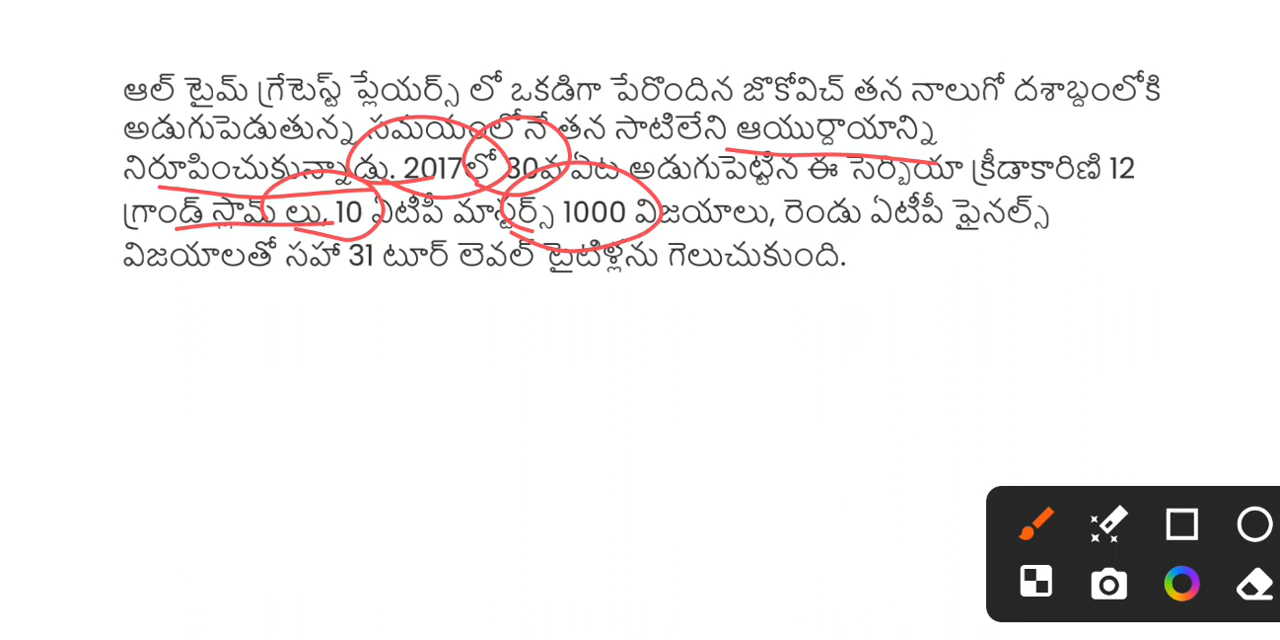 ఆల్ టైమ్ గ్రేటెస్ట్ ప్లేయర్స్ లో ఒకడిగా పేరొందిన జొకోవిచ్ తన నాలుగో దశాబ్దంలోకి
అడుగుపెడుతున్న సమయంలోనే తన సాటిలేని ఆయుర్దాయాన్ని
నిరూపించుకున్నాడు. 2017లో 30వ ఏట అడుగుపెట్టిన ఈ సెర్బియా క్రీడాకారిణి 12
గ్రాండ్ స్లామ్ లు, 10 ఏటీపీ మాస్టర్స్ 1000 విజయాలు, రెండు ఏటీపీ ఫైనల్స్
విజయాలతో సహా 31 టూర్ లెవల్ టైటిళ్లను గెలుచుకుంది.